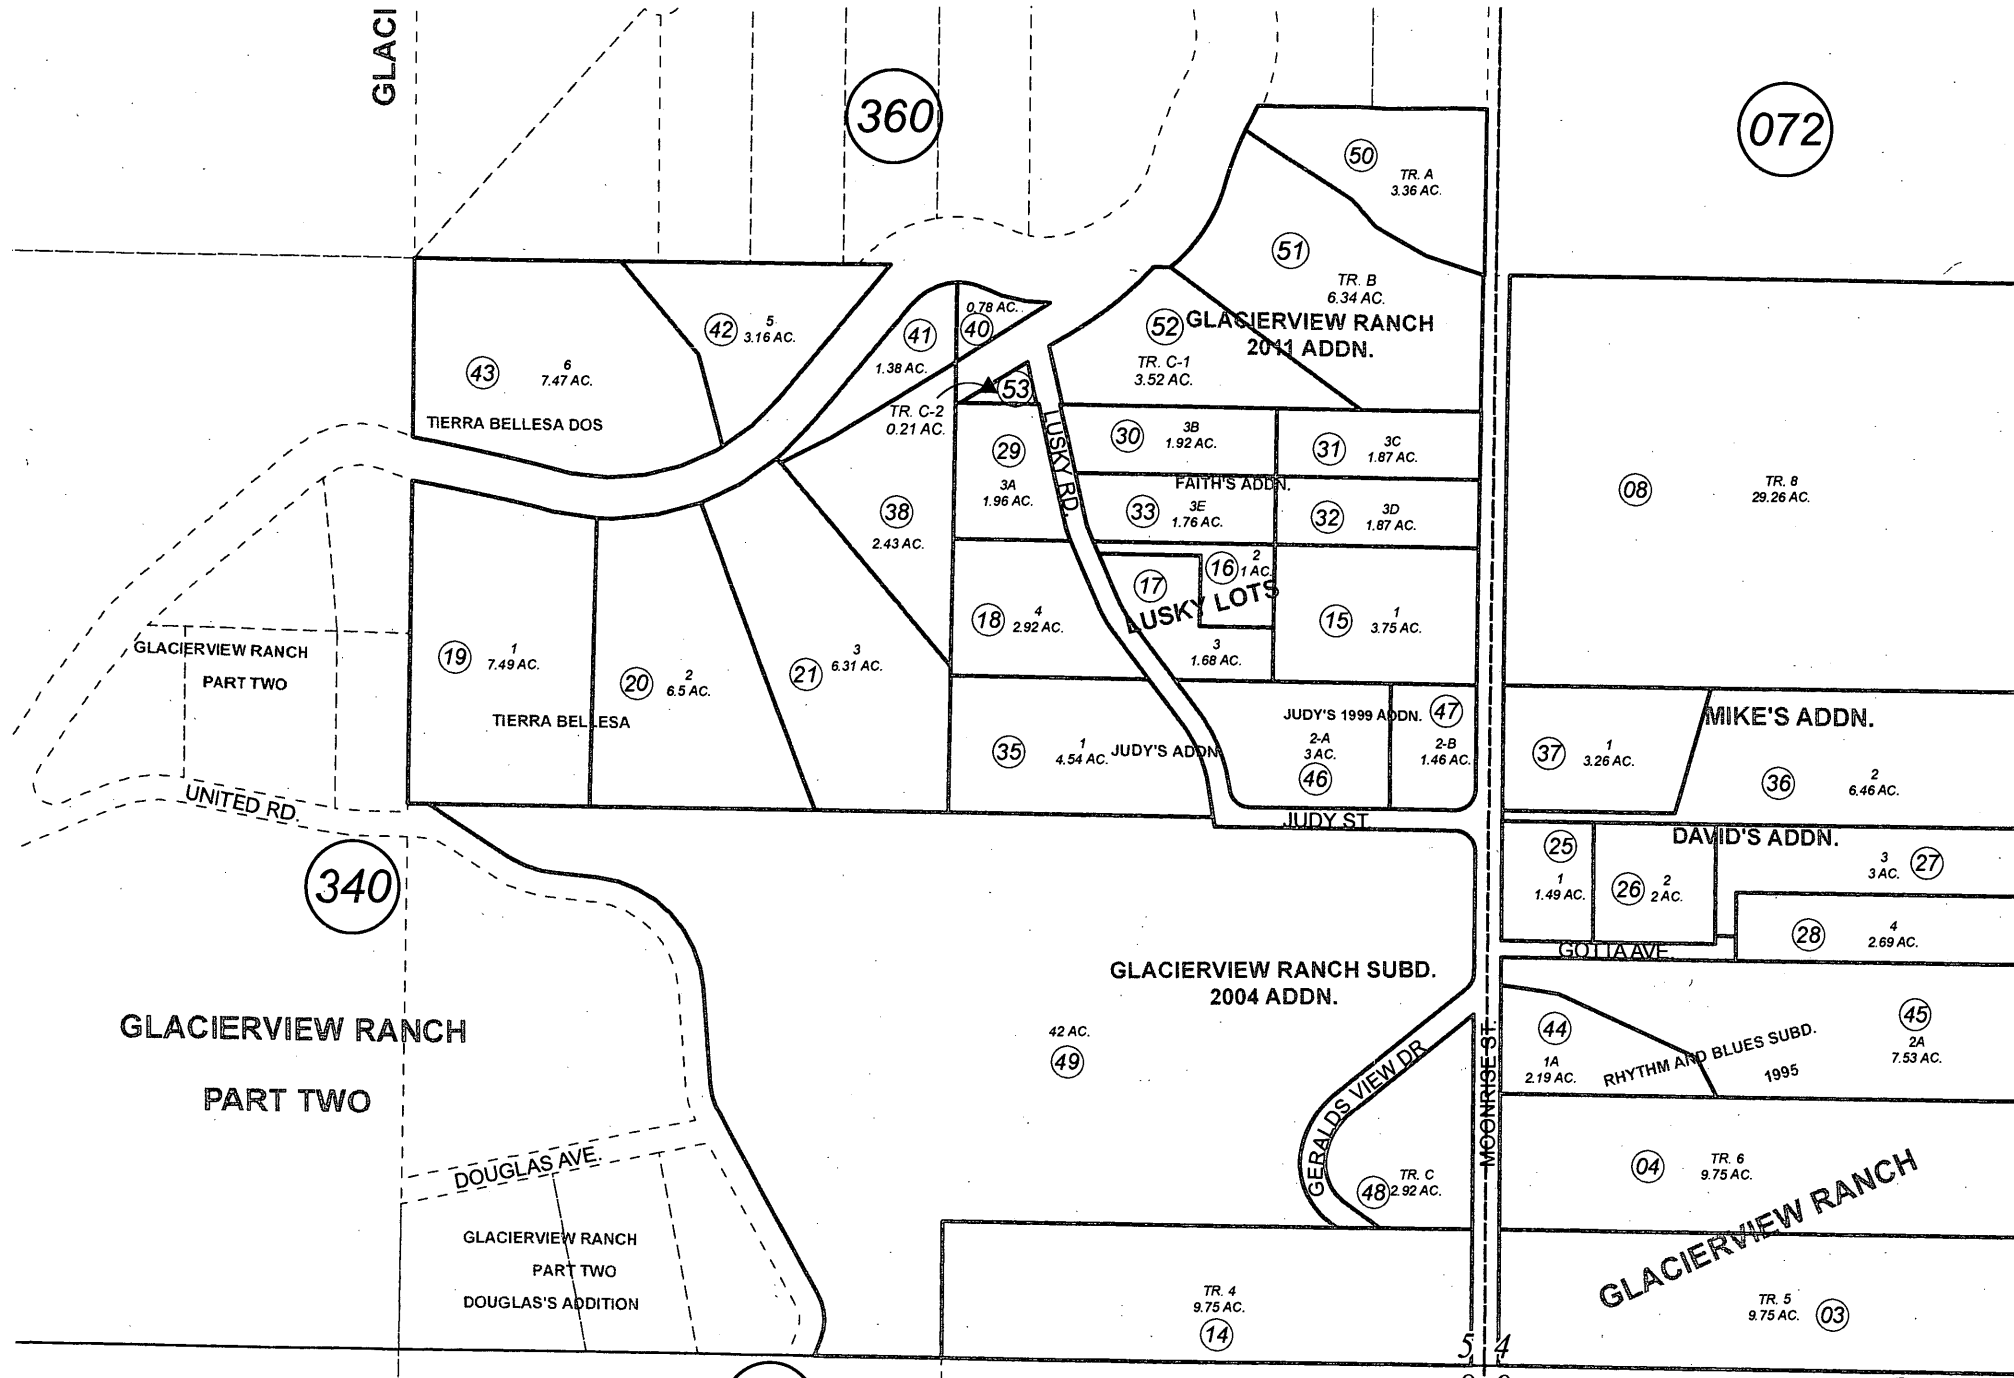 GLACI
360
072
50
TR. A
3.36 AC.
51
TR. B
6.34 AC.
GLACIERVIEW RANCH
2011 ADDN.
52
TR. C-1
3.52 AC.
42
5
3.16 AC.
43
6
7.47 AC.
TIERRA BELLESA DOS
41
1.38 AC.
0.78 AC.
40
53
TR. C-2
0.21 AC.
LUSKY RD.
29
3A
1.96 AC.
30
3B
1.92 AC.
31
3C
1.87 AC.
FAITH'S ADDN.
33
3E
1.76 AC.
32
3D
1.87 AC.
08
TR. 8
29.26 AC.
38
2.43 AC.
16
2
1 AC.
17
LUSKY LOTS
18
4
2.92 AC.
3
1.68 AC.
15
1
3.75 AC.
GLACIERVIEW RANCH
PART TWO
19
1
7.49 AC.
20
2
6.5 AC.
21
3
6.31 AC.
TIERRA BELLESA
35
1
4.54 AC.
JUDY'S ADDN
JUDY'S 1999 ADDN.
2-A
3 AC.
46
47
2-B
1.46 AC.
37
1
3.26 AC.
MIKE'S ADDN.
36
2
6.46 AC.
UNITED RD.
JUDY ST
DAVID'S ADDN.
25
1
1.49 AC.
26
2
2 AC.
3
3 AC.
27
28
4
2.69 AC.
GOTTA AVE.
340
GLACIERVIEW RANCH
PART TWO
GLACIERVIEW RANCH SUBD.
2004 ADDN.
42 AC.
49
GERALDS VIEW DR
MOONRISE ST.
44
1A
2.19 AC.
RHYTHM AND BLUES SUBD.
1995
45
2A
7.53 AC.
48
TR. C
2.92 AC.
04
TR. 6
9.75 AC.
GLACIERVIEW RANCH
DOUGLAS AVE.
GLACIERVIEW RANCH
PART TWO
DOUGLAS'S ADDITION
TR. 4
9.75 AC.
14
TR. 5
9.75 AC.
03
5
4